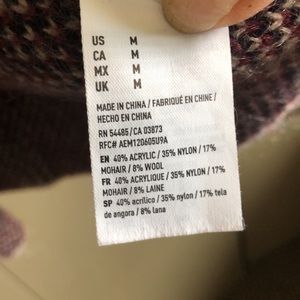 US M
CA M
MX M
UK M
MADE IN CHINA / FABRIQUÉ EN CHINE /
HECHO EN CHINA
RN 54485 / CA 03873
RFC# AEM120605U9A
EN 40% ACRYLIC / 35% NYLON / 17%
MOHAIR / 8% WOOL
FR 40% ACRYLIQUE / 35% NYLON / 17%
MOHAIR / 8% LAINE
SP 40% acrílico / 35% nylon / 17% tela
de angora / 8% lana